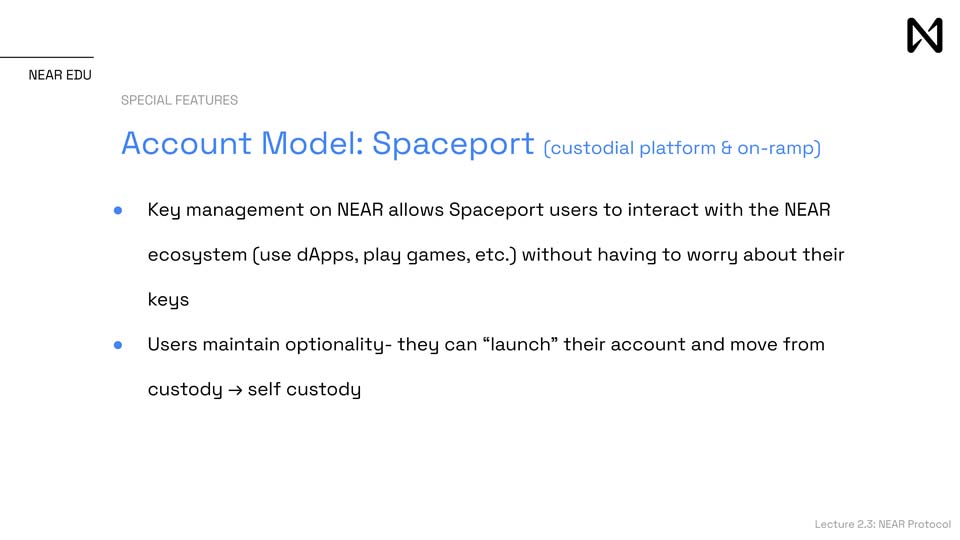 NEAR EDU
SPECIAL FEATURES
Account Model: Spaceport (custodial platform & on-ramp)
● Key management on NEAR allows Spaceport users to interact with the NEAR
ecosystem (use dApps, play games, etc.) without having to worry about their
keys
● Users maintain optionality- they can “launch” their account and move from
custody → self custody
Lecture 2.3: NEAR Protocol